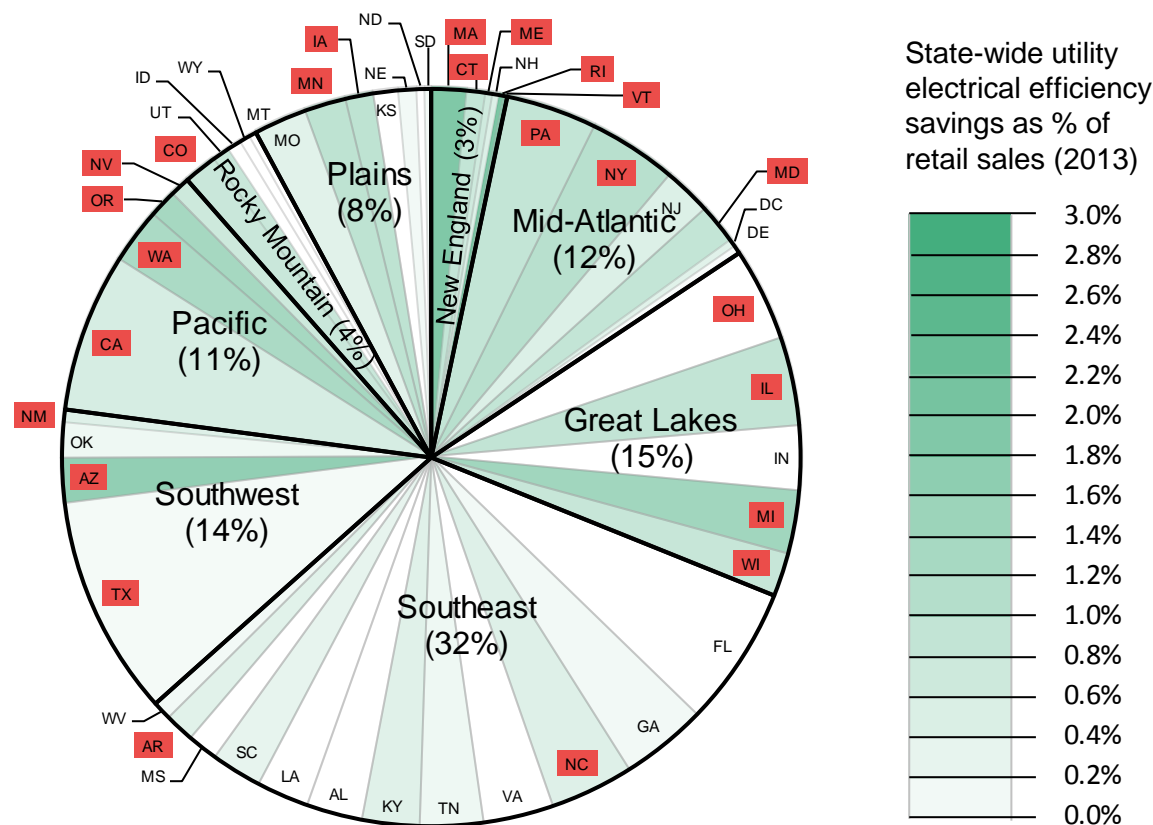 ND
SD
MA
ME
IA
CT
NH
RI
WY
MN
NE
VT
ID
MT
KS
UT
MO
PA
CO
NY
NV
MD
OR
NJ
DC
DE
WA
OH
CA
IL
NM
OK
IN
AZ
MI
WI
TX
FL
WV
GA
AR
MS
SC
NC
LA
AL
KY
TN
VA
New England (3%)
Mid-Atlantic
(12%)
Great Lakes
(15%)
Southeast
(32%)
Southwest
(14%)
Pacific
(11%)
Rocky Mountain (4%)
Plains
(8%)
State-wide utility
electrical efficiency
savings as % of
retail sales (2013)
3.0%
2.8%
2.6%
2.4%
2.2%
2.0%
1.8%
1.6%
1.4%
1.2%
1.0%
0.8%
0.6%
0.4%
0.2%
0.0%